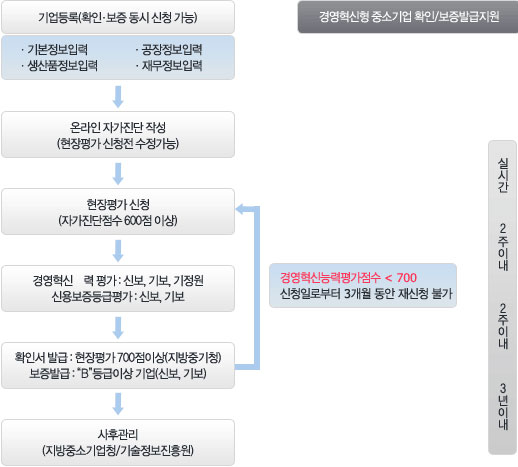 기업등록(확인·보증 동시 신청 가능)
경영혁신형 중소기업 확인/보증발급지원
· 기본정보입력 · 공장정보입력
· 생산품정보입력 · 재무정보입력
온라인 자가진단 작성
(현장평가 신청전 수정가능)
현장평가 신청
(자가진단점수 600점 이상)
경영혁신 력 평가 : 신보, 기보, 기정원
신용보증등급평가 : 신보, 기보
경영혁신능력평가점수 < 700
신청일로부터 3개월 동안 재신청 불가
확인서 발급 : 현장평가 700점이상(지방중기청)
보증발급 : "B"등급이상 기업(신보, 기보)
사후관리
(지방중소기업청/기술정보진흥원)
실시간
2주이내
2주이내
3년이내